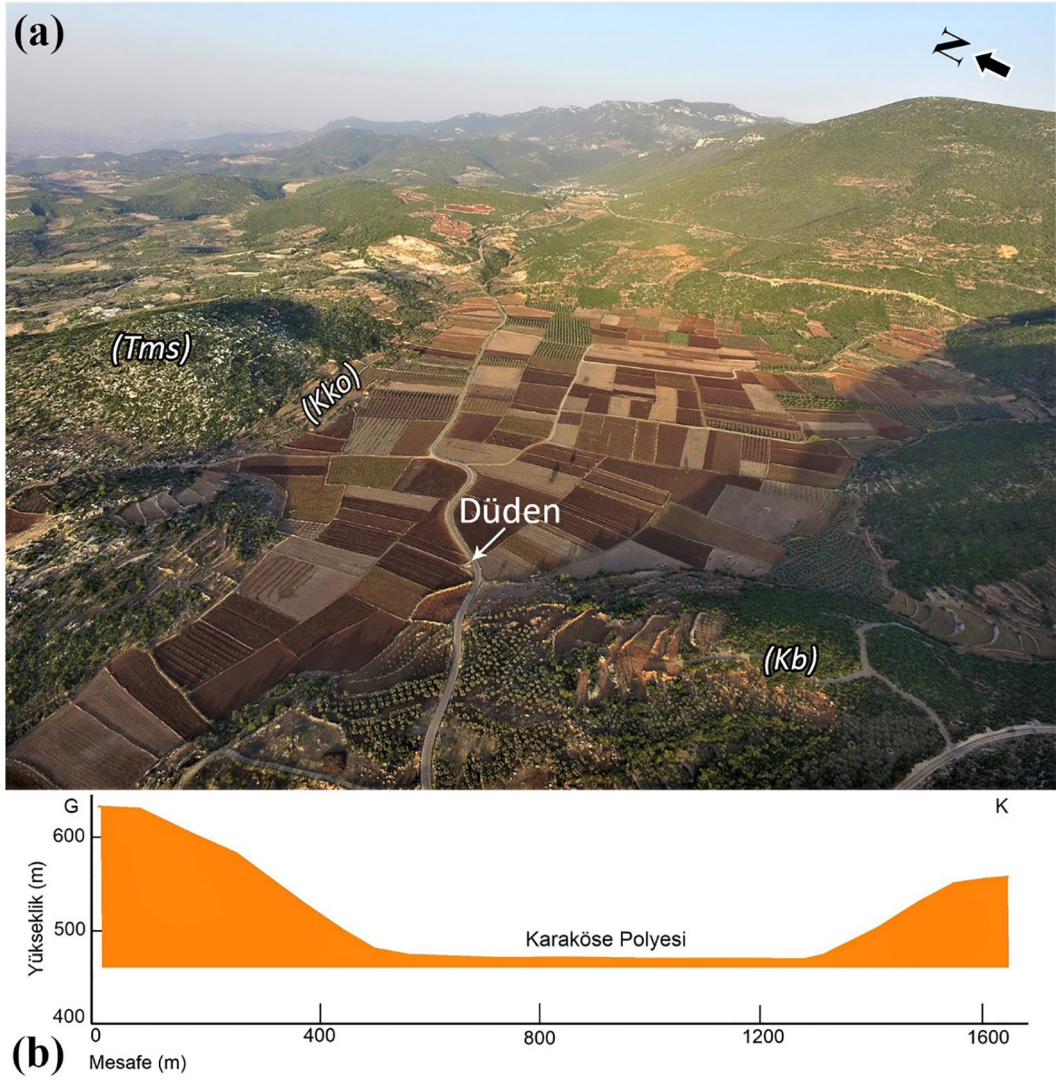 (a)
N
(Tms)
(Kko)
Düden
(Kb)
G
K
600
500
400
Yükseklik (m)
Karaköse Polyesi
0
400
800
1200
1600
(b)
Mesafe (m)